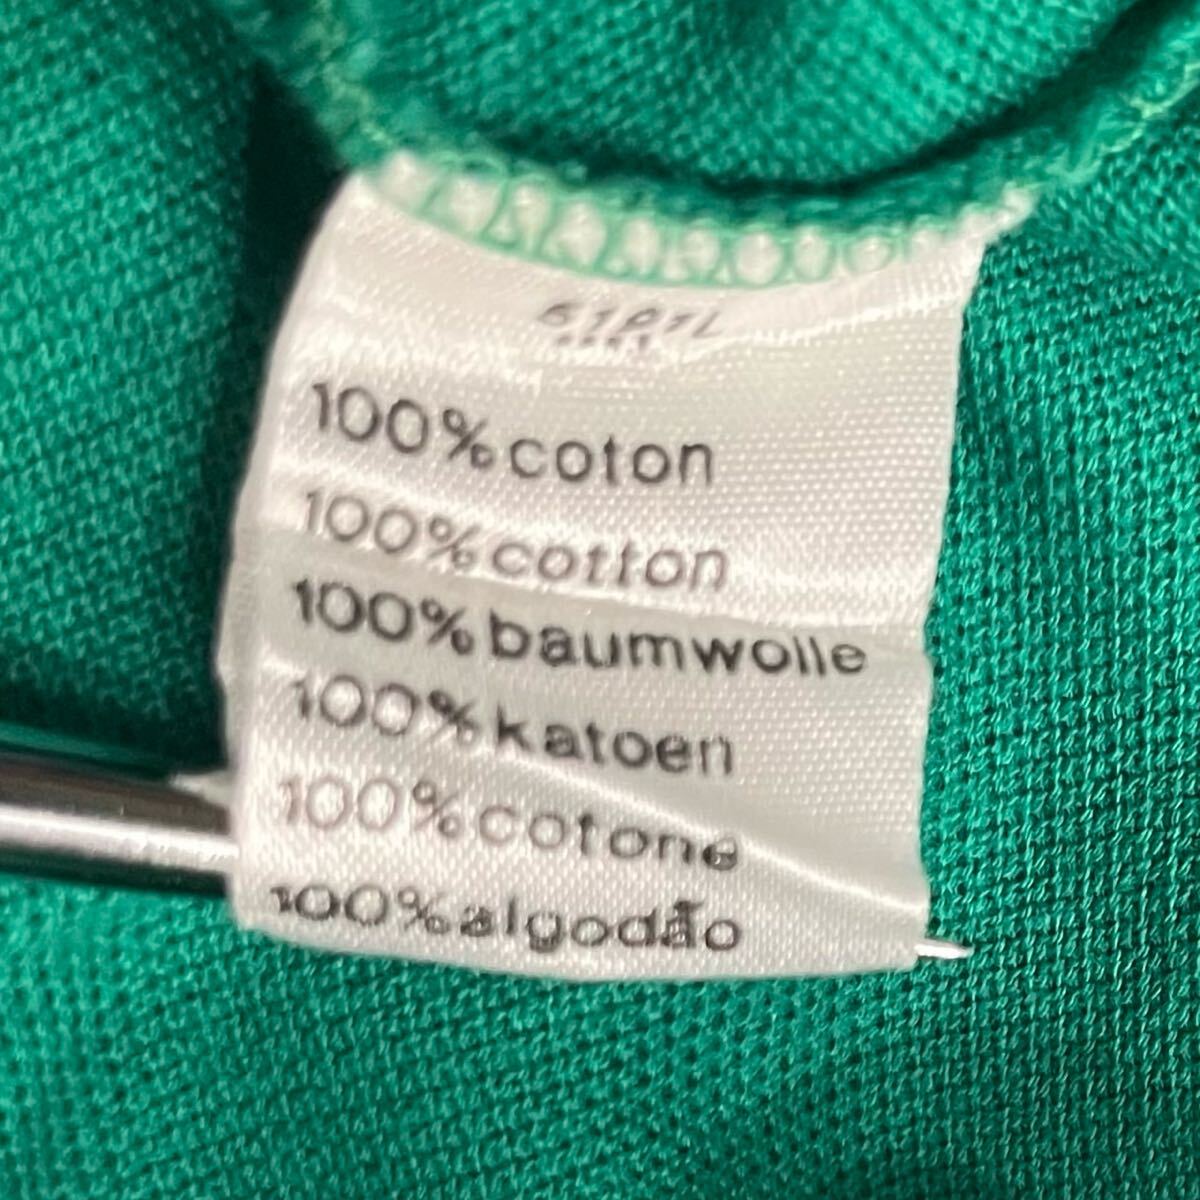 100% coton
100% cotton
100% baumwolle
100% katoen
100% cotone
100% algodão